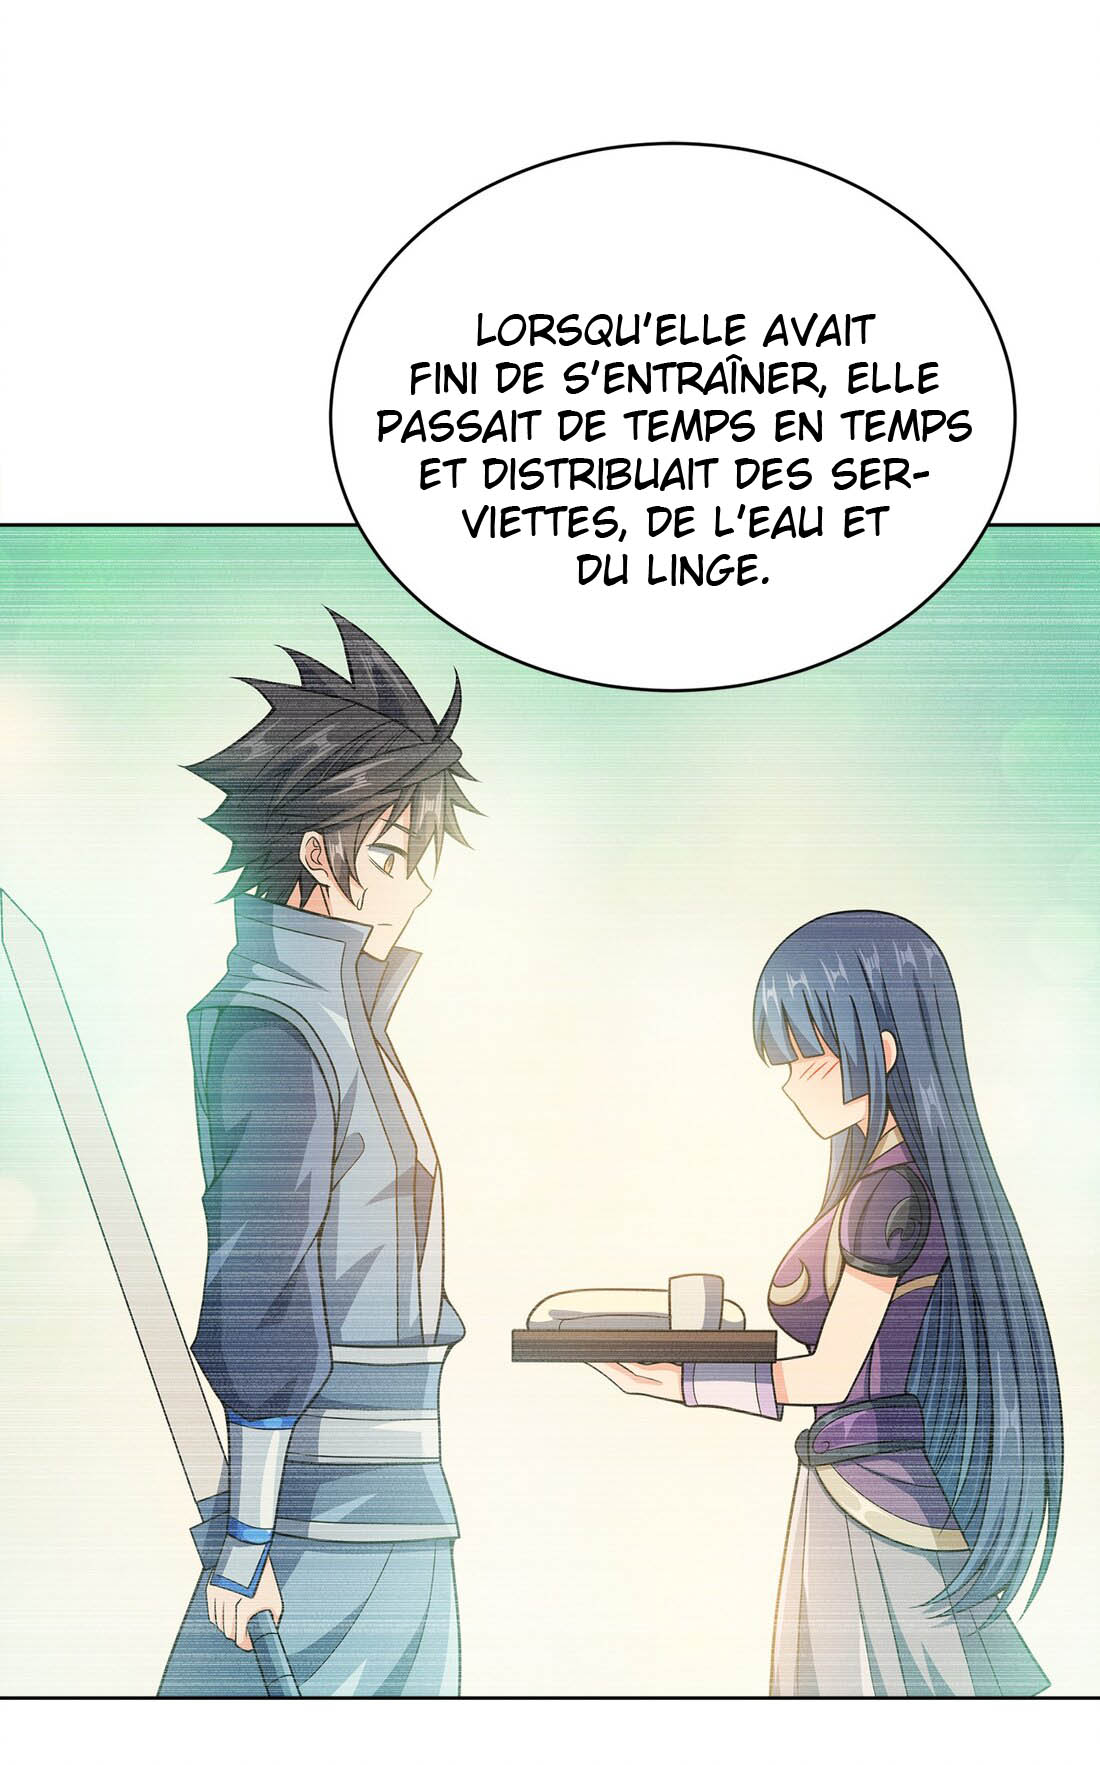 LORSQU'ELLE AVAIT
FINI DE S'ENTRAÎNER, ELLE
PASSAIT DE TEMPS EN TEMPS
ET DISTRIBUAIT DES SER-
VIETTES, DE L'EAU ET
DU LINGE.